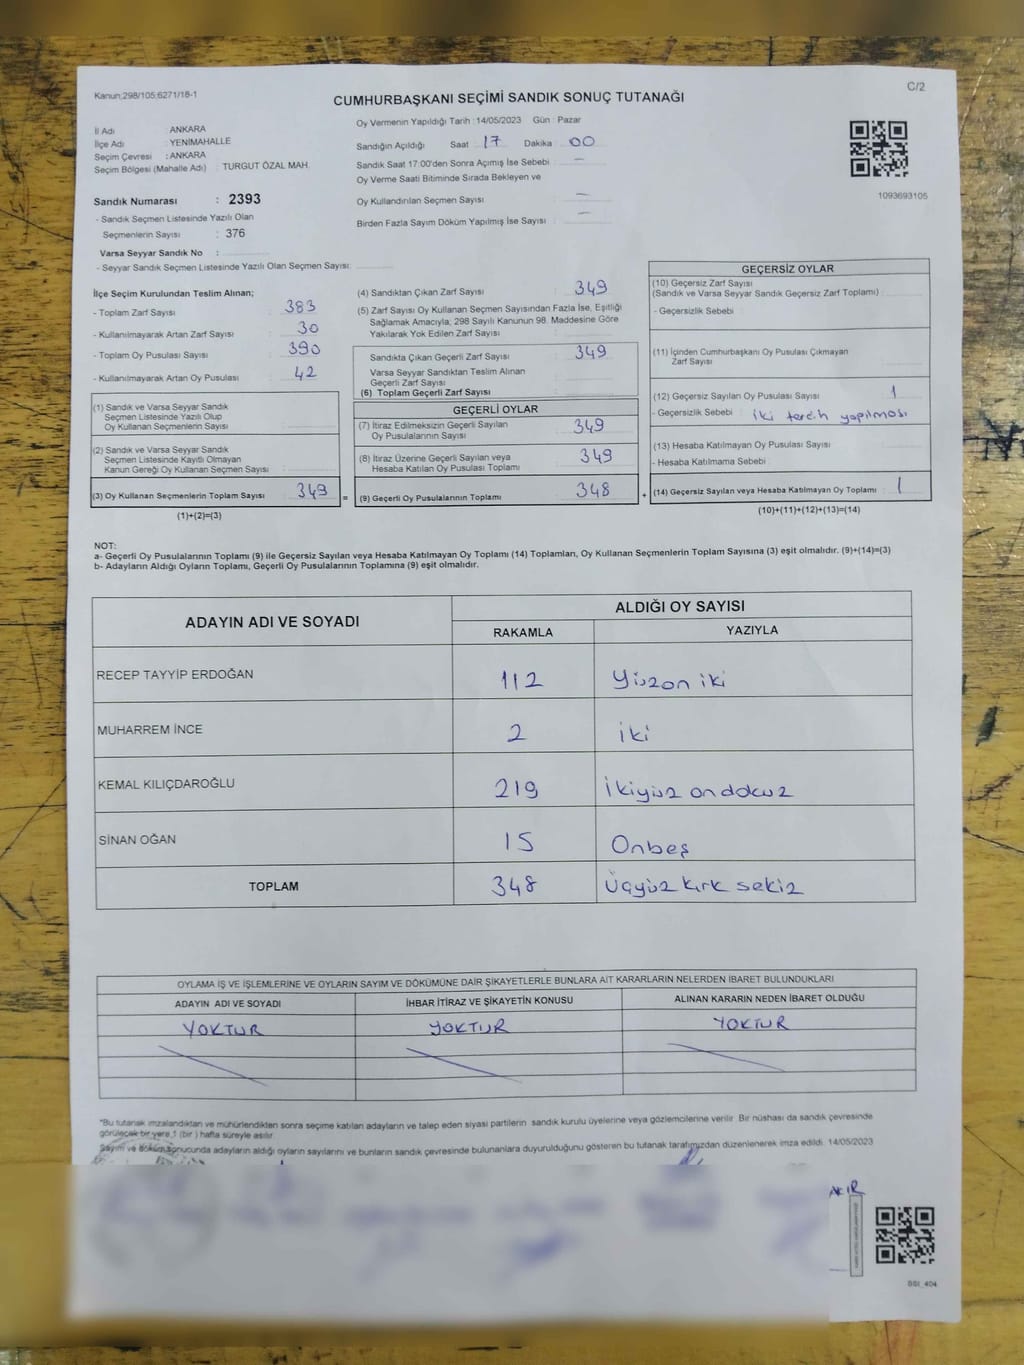 Kanun;298/105;6271/18-1
C/2
CUMHURBAŞKANI SEÇİMİ SANDIK SONUÇ TUTANAĞI
İl Adı : ANKARA
İlçe Adı : YENİMAHALLE
Seçim Çevresi : ANKARA
Seçim Bölgesi (Mahalle Adı) : TURGUT ÖZAL MAH.
Sandık Numarası : 2393
- Sandık Seçmen Listesinde Yazılı Olan
Seçmenlerin Sayısı : 376
Varsa Seyyar Sandık No :
- Seyyar Sandık Seçmen Listesinde Yazılı Olan Seçmen Sayısı:
Oy Vermenin Yapıldığı Tarih : 14/05/2023 Gün : Pazar
Sandığın Açıldığı Saat 17 Dakika 00
Sandık Saat 17:00'den Sonra Açımış İse Sebebi : -
Oy Verme Saati Bitiminde Sırada Bekleyen ve
Oy Kullandırılan Seçmen Sayısı : -
Birden Fazla Sayım Döküm Yapılmış İse Sayısı : -
1093693105
İlçe Seçim Kurulundan Teslim Alınan;
- Toplam Zarf Sayısı : 383
- Kullanılmayarak Artan Zarf Sayısı : 30
- Toplam Oy Pusulası Sayısı : 390
- Kullanılmayarak Artan Oy Pusulası : 42
(1) Sandık ve Varsa Seyyar Sandık
Seçmen Listesinde Yazılı Olup
Oy Kullanan Seçmenlerin Sayısı :
(2) Sandık ve Varsa Seyyar Sandık
Seçmen Listesinde Kayıtlı Olmayan
Kanun Gereği Oy Kullanan Seçmen Sayısı :
(3) Oy Kullanan Seçmenlerin Toplam Sayısı : 349 =
(1)+(2)=(3)
(4) Sandıktan Çıkan Zarf Sayısı : 349
(5) Zarf Sayısı Oy Kullanan Seçmen Sayısından Fazla İse, Eşitliği
Sağlamak Amacıyla, 298 Sayılı Kanunun 98. Maddesine Göre
Yakılarak Yok Edilen Zarf Sayısı :
Sandıkta Çıkan Geçerli Zarf Sayısı : 349
Varsa Seyyar Sandıktan Teslim Alınan
Geçerli Zarf Sayısı :
(6) Toplam Geçerli Zarf Sayısı :
GEÇERLİ OYLAR
(7) İtiraz Edilmeksizin Geçerli Sayılan
Oy Pusulalarının Sayısı : 349
(8) İtiraz Üzerine Geçerli Sayılan veya
Hesaba Katılan Oy Pusulası Toplamı : 349
(9) Geçerli Oy Pusulalarının Toplamı : 348 +
GEÇERSİZ OYLAR
(10) Geçersiz Zarf Sayısı
(Sandık ve Varsa Seyyar Sandık Geçersiz Zarf Toplamı) :
- Geçersizlik Sebebi
(11) İçinden Cumhurbaşkanı Oy Pusulası Çıkmayan
Zarf Sayısı :
(12) Geçersiz Sayılan Oy Pusulası Sayısı : 1
- Geçersizlik Sebebi : iki tercih yapılması
(13) Hesaba Katılmayan Oy Pusulası Sayısı :
- Hesaba Katılmama Sebebi
(14) Geçersiz Sayılan veya Hesaba Katılmayan Oy Toplamı : 1
(10)+(11)+(12)+(13)=(14)
NOT:
a- Geçerli Oy Pusulalarının Toplamı (9) ile Geçersiz Sayılan veya Hesaba Katılmayan Oy Toplamı (14) Toplamları, Oy Kullanan Seçmenlerin Toplam Sayısına (3) eşit olmalıdır. (9)+(14)=(3)
b- Adayların Aldığı Oyların Toplamı, Geçerli Oy Pusulalarının Toplamına (9) eşit olmalıdır.
ADAYIN ADI VE SOYADI
ALDIĞI OY SAYISI
RAKAMLA YAZIYLA
RECEP TAYYİP ERDOĞAN 112 Yüzon iki
MUHARREM İNCE 2 iki
KEMAL KILIÇDAROĞLU 219 İkiyüz ondokuz
SİNAN OĞAN 15 Onbeş
TOPLAM 348 Üçyüz kırk sekiz
OYLAMA İŞ VE İŞLEMLERİNE VE OYLARIN SAYIM VE DÖKÜMÜNE DAİR ŞİKAYETLERLE BUNLARA AİT KARARLARIN NELERDEN İBARET BULUNDUKLARI
ADAYIN ADI VE SOYADI İHBAR İTİRAZ VE ŞİKAYETİN KONUSU ALINAN KARARIN NEDEN İBARET OLDUĞU
YOKTUR YOKTUR YOKTUR
*Bu tutanak imzalandıktan ve mühürlendikten sonra seçime katılan adayların ve talep eden siyasi partilerin sandık kurulu üyelerine veya gözlemcilerine verilir. Bir nüshası da sandık çevresinde
görülecek bir yere 1 (bir) hafta süreyle asılır.
Sayım ve döküm sonucunda adayların aldığı oyların sayılarını ve bunların sandık çevresinde bulunanlara duyurulduğunu gösteren bu tutanak tarafımızdan düzenlenerek imza edildi. 14/05/2023